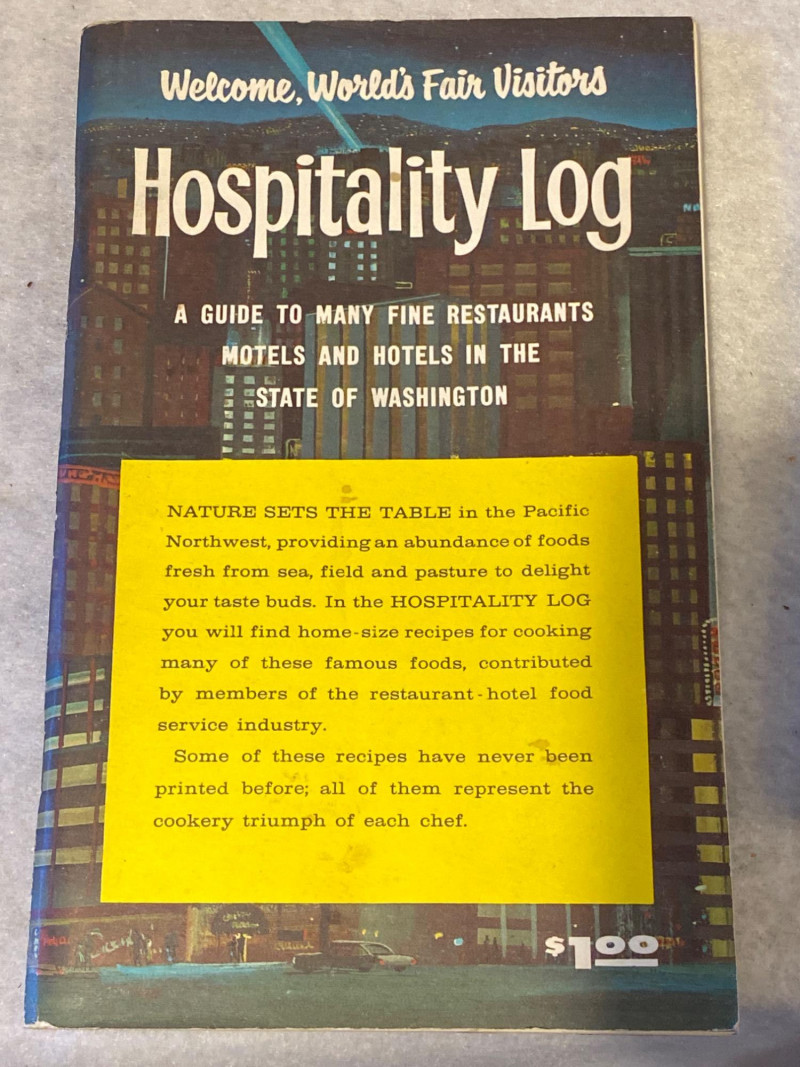 Welcome, World's Fair Visitors
Hospitality Log
A GUIDE TO MANY FINE RESTAURANTS
MOTELS AND HOTELS IN THE
STATE OF WASHINGTON
NATURE SETS THE TABLE in the Pacific
Northwest, providing an abundance of foods
fresh from sea, field and pasture to delight
your taste buds. In the HOSPITALITY LOG
you will find home-size recipes for cooking
many of these famous foods, contributed
by members of the restaurant-hotel food
service industry.
Some of these recipes have never been
printed before; all of them represent the
cookery triumph of each chef.
$1.00